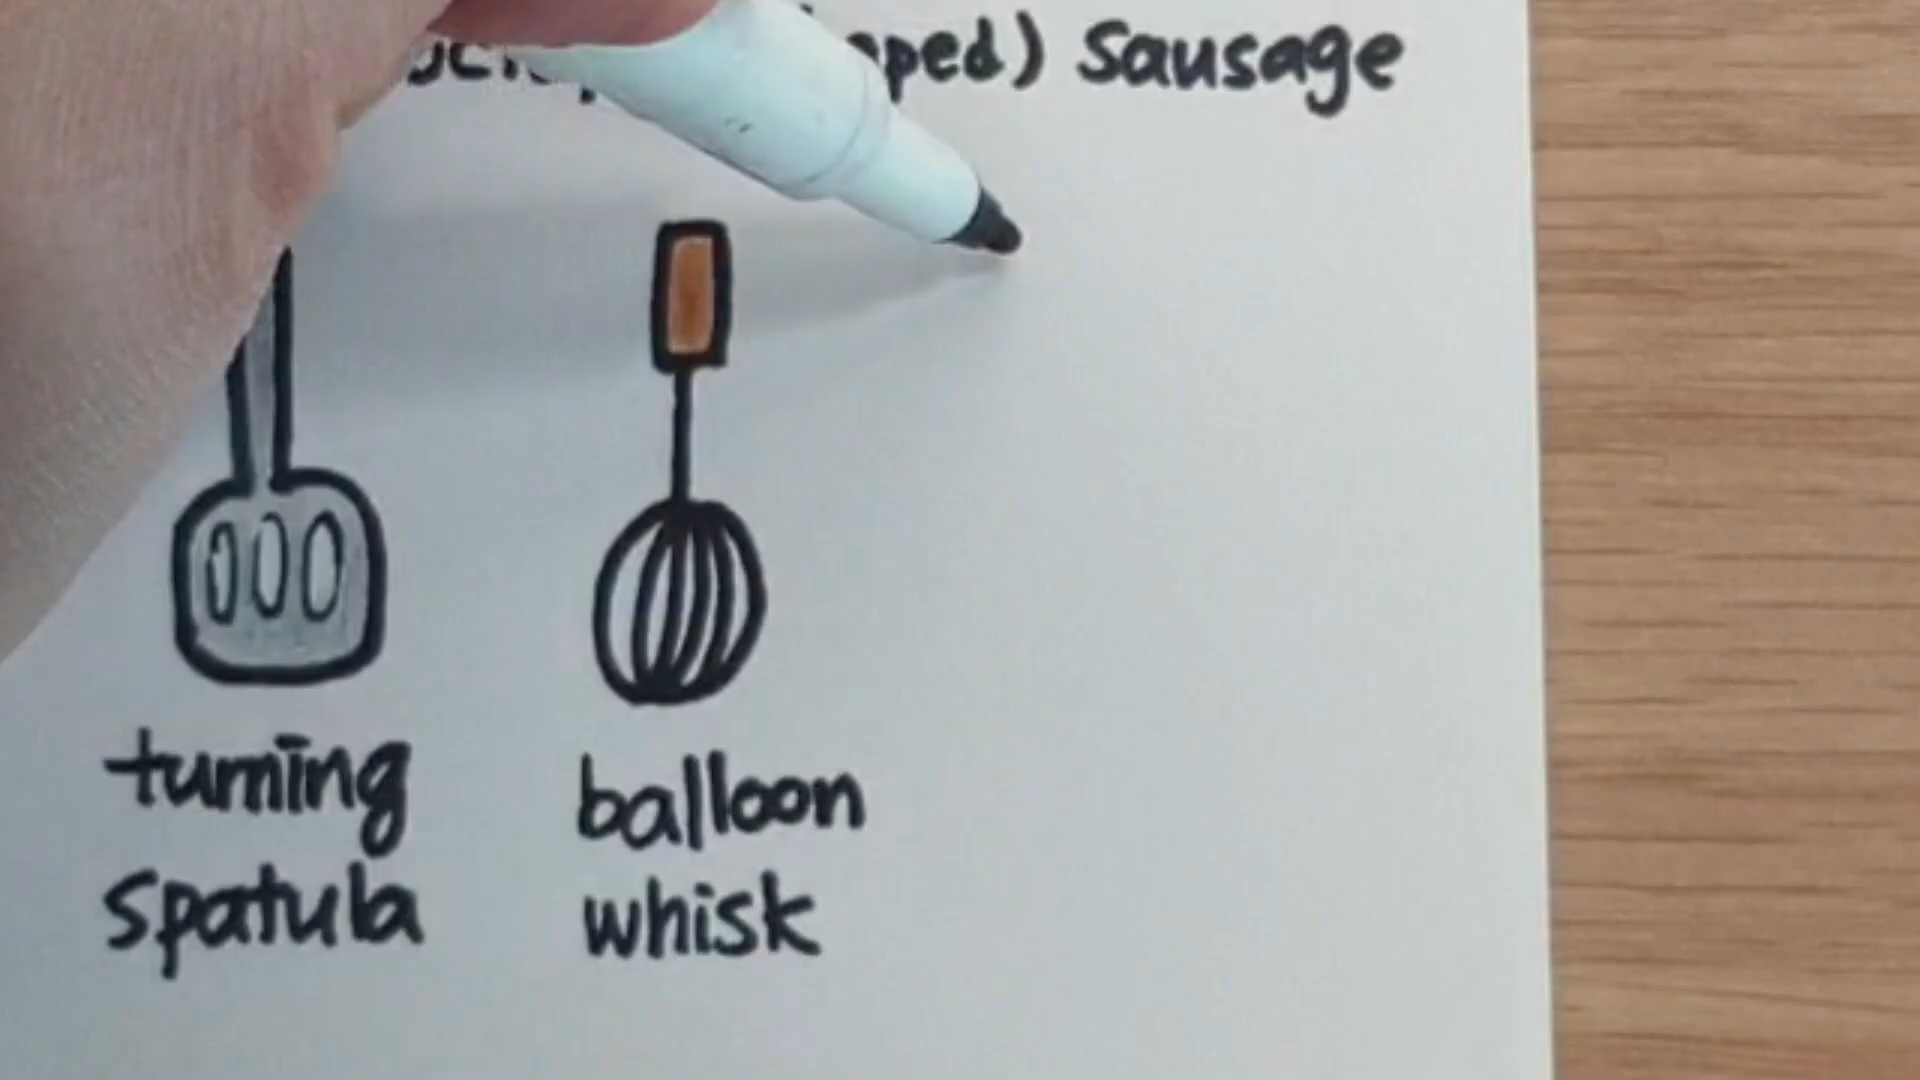 Sausage
turning
balloon
spatula
whisk